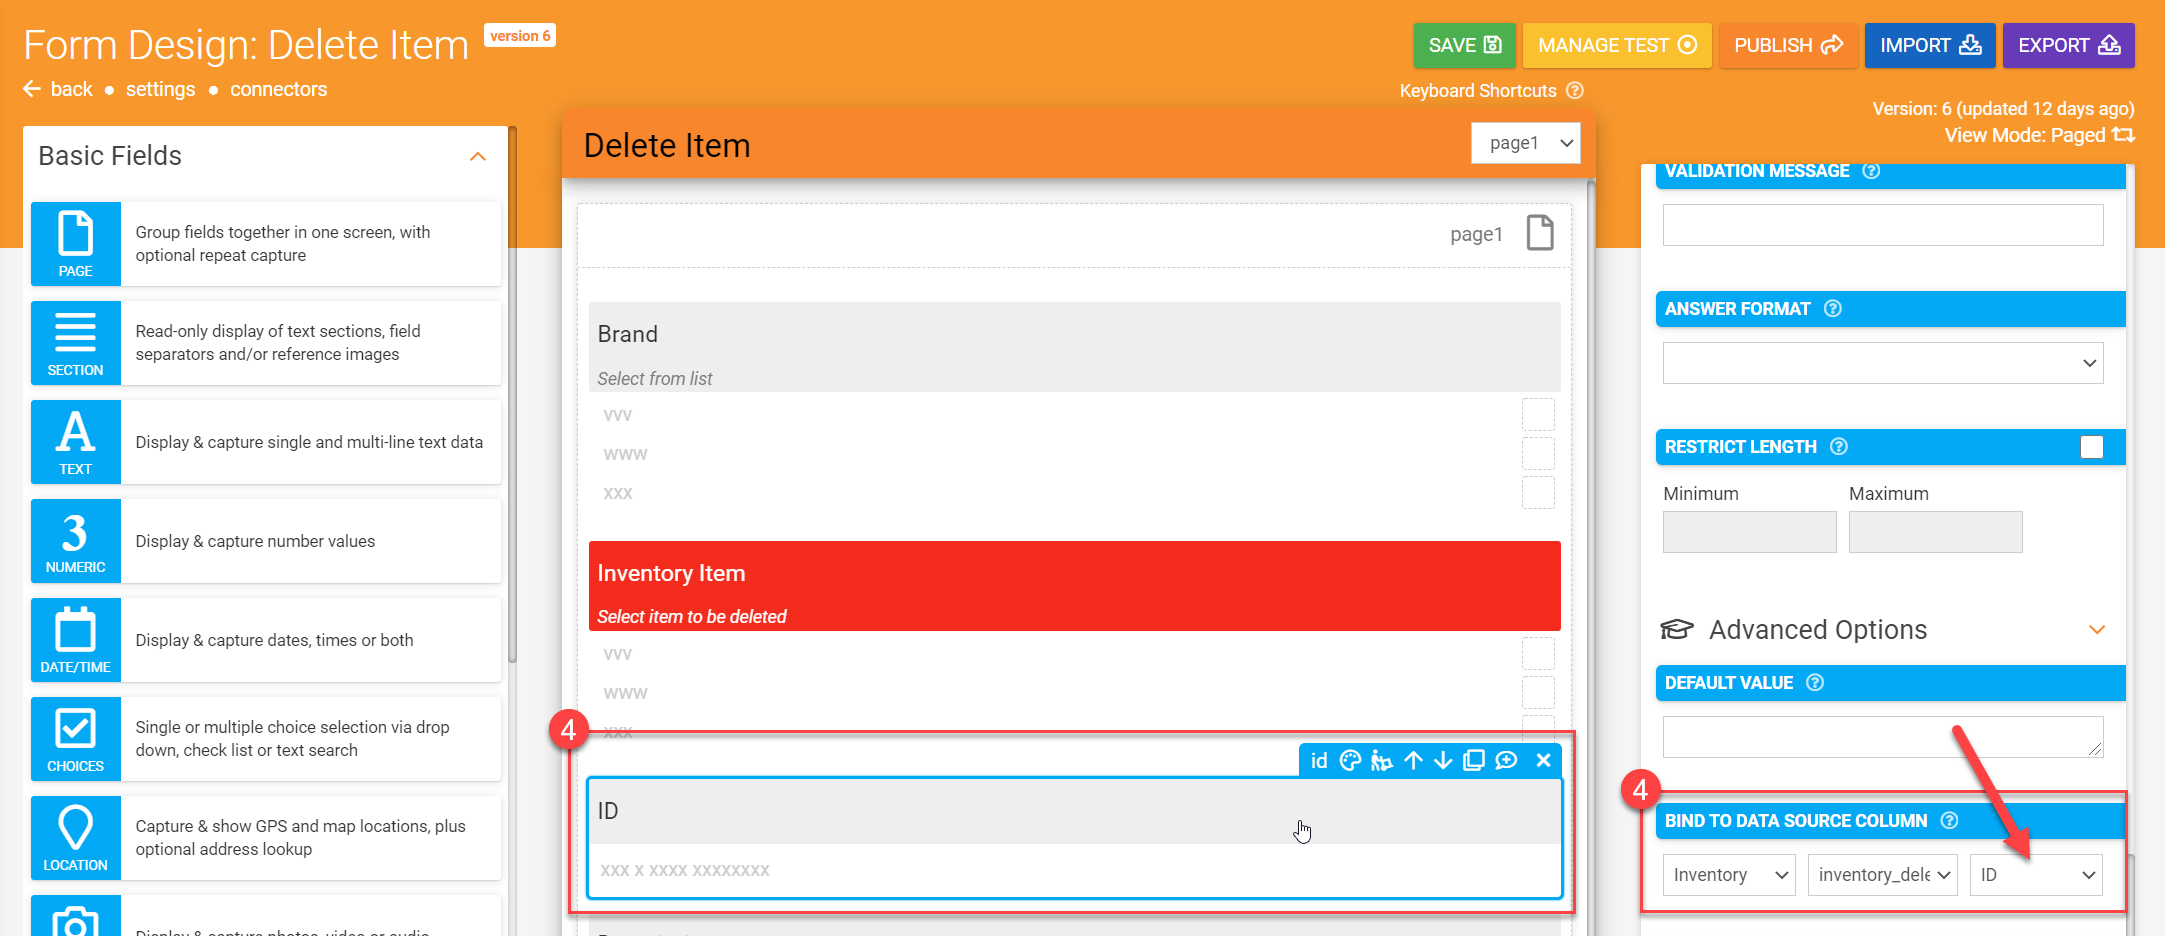 Form Design: Delete Item
version 6
back
settings
connectors
SAVE
MANAGE TEST
PUBLISH
IMPORT
EXPORT
Keyboard Shortcuts
Version: 6 (updated 12 days ago)
View Mode: Paged
Basic Fields
PAGE
Group fields together in one screen, with
optional repeat capture
SECTION
Read-only display of text sections, field
separators and/or reference images
A
TEXT
Display & capture single and multi-line text data
3
NUMERIC
Display & capture number values
DATE/TIME
Display & capture dates, times or both
CHOICES
Single or multiple choice selection via drop
down, check list or text search
LOCATION
Capture & show GPS and map locations, plus
optional address lookup
Delete Item
page1
page1
Brand
Select from list
vvv
www
xxx
Inventory Item
Select item to be deleted
vvv
www
xxx
4
id
ID
xxx x xxxx xxxxxxxx
VALIDATION MESSAGE
ANSWER FORMAT
RESTRICT LENGTH
Minimum
Maximum
Advanced Options
DEFAULT VALUE
4
BIND TO DATA SOURCE COLUMN
Inventory
inventory_dele
ID